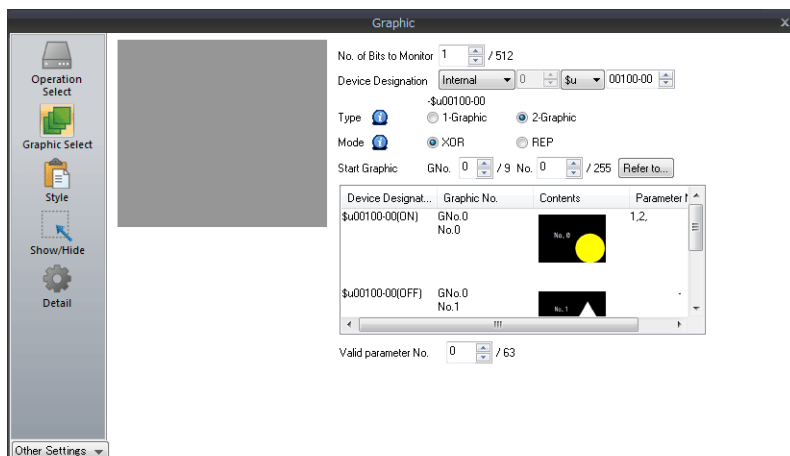 Graphic
x
Operation
Select
Graphic Select
Style
Show/Hide
Detail
Other Settings
No. of Bits to Monitor 1 / 512
Device Designation Internal 0 $u 00100-00
-$u00100-00
Type 1-Graphic 2-Graphic
Mode XOR REP
Start Graphic GNo. 0 / 9 No. 0 / 255 Refer to...
Device Designat... Graphic No. Contents Parameter N
$u00100-00(ON) GNo.0 1,2,
No.0
No. 0
$u00100-00(OFF) GNo.0 -
No.1
No. 1
Valid parameter No. 0 / 63